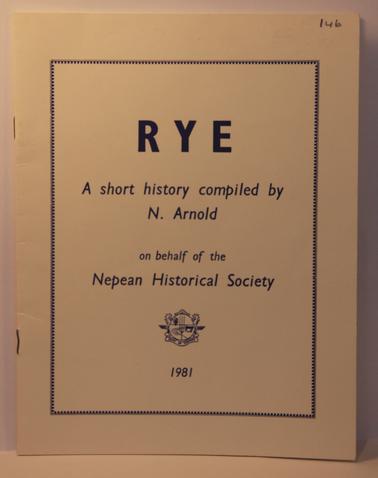 146
RYE
A short history compiled by
N. Arnold
on behalf of the
Nepean Historical Society
1981